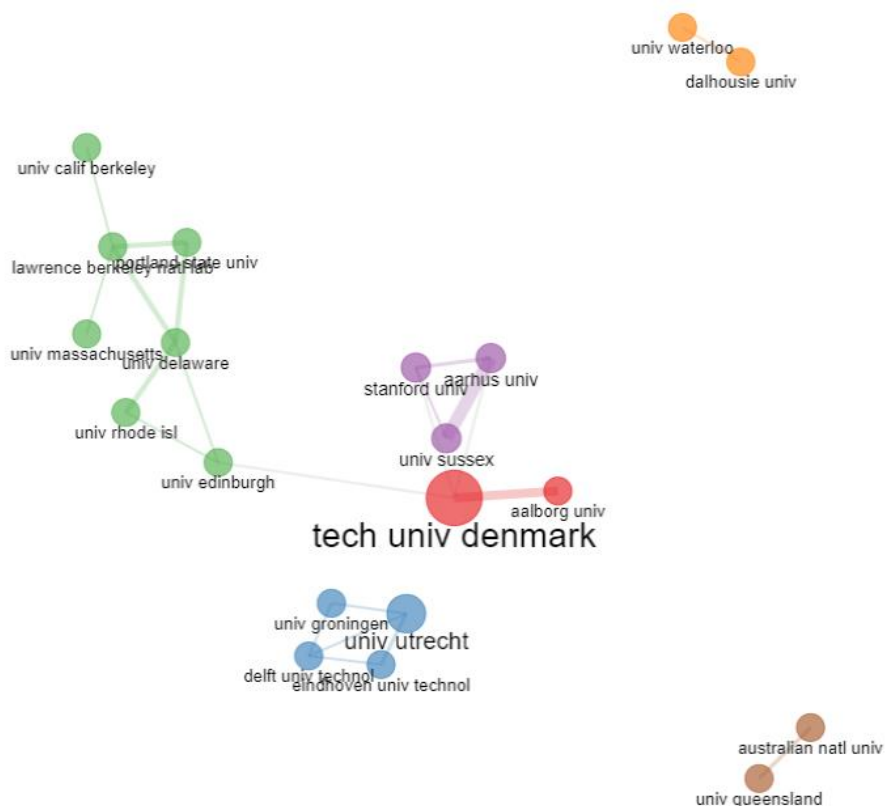 univ waterloo
dalhousie univ
univ calif berkeley
portland state univ
lawrence berkeley natl lab
univ massachusetts
univ delaware
aarhus univ
stanford univ
univ rhode isl
univ sussex
univ edinburgh
aalborg univ
tech univ denmark
univ groningen
univ utrecht
delft univ technol
eindhoven univ technol
australian natl univ
univ queensland